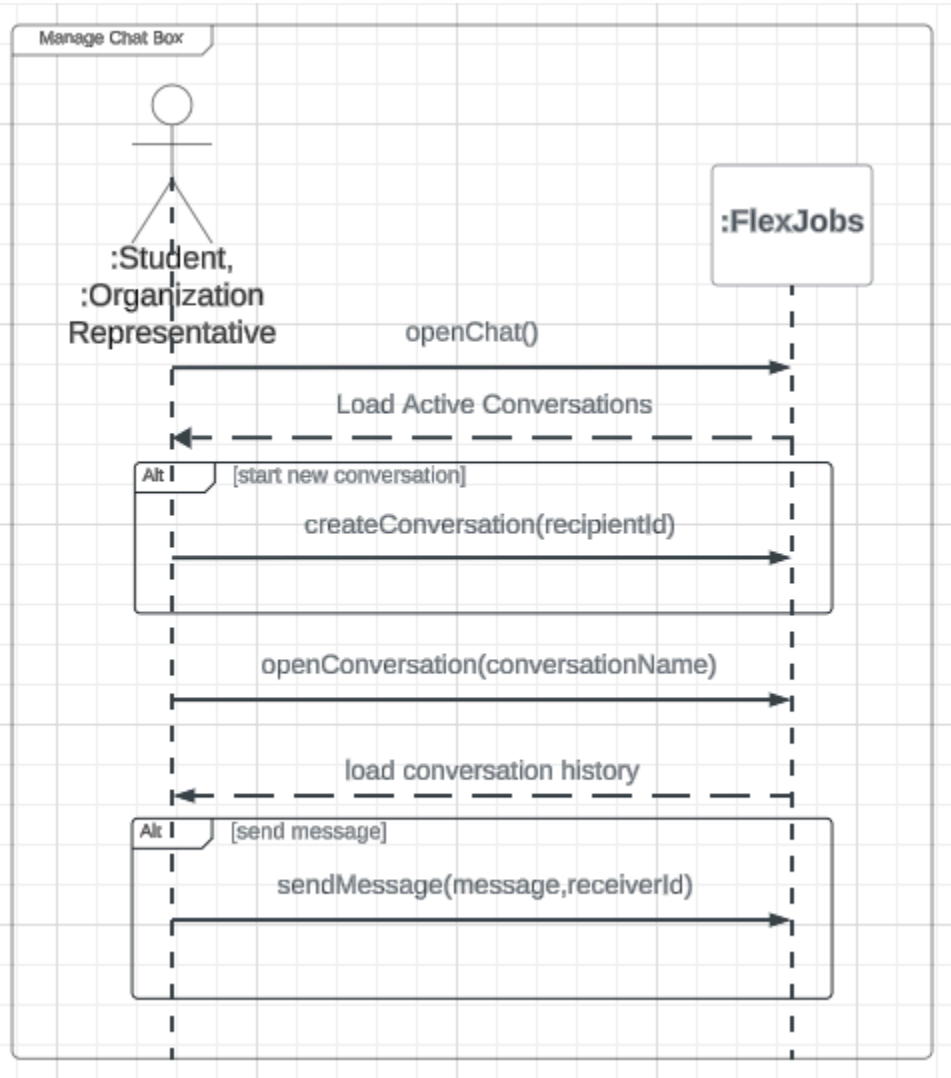 Manage Chat Box
:FlexJobs
:Student,
:Organization
Representative
openChat()
Load Active Conversations
Alt
[start new conversation]
createConversation(recipientId)
openConversation(conversationName)
load conversation history
Alt
[send message]
sendMessage(message,receiverId)